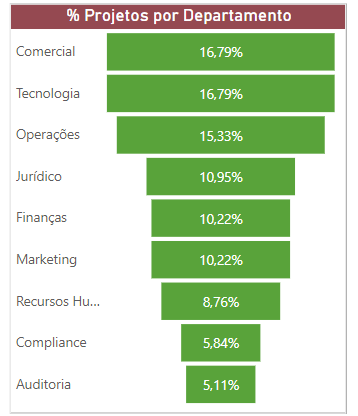 % Projetos por Departamento
Comercial 16,79%
Tecnologia 16,79%
Operações 15,33%
Jurídico 10,95%
Finanças 10,22%
Marketing 10,22%
Recursos Hu... 8,76%
Compliance 5,84%
Auditoria 5,11%